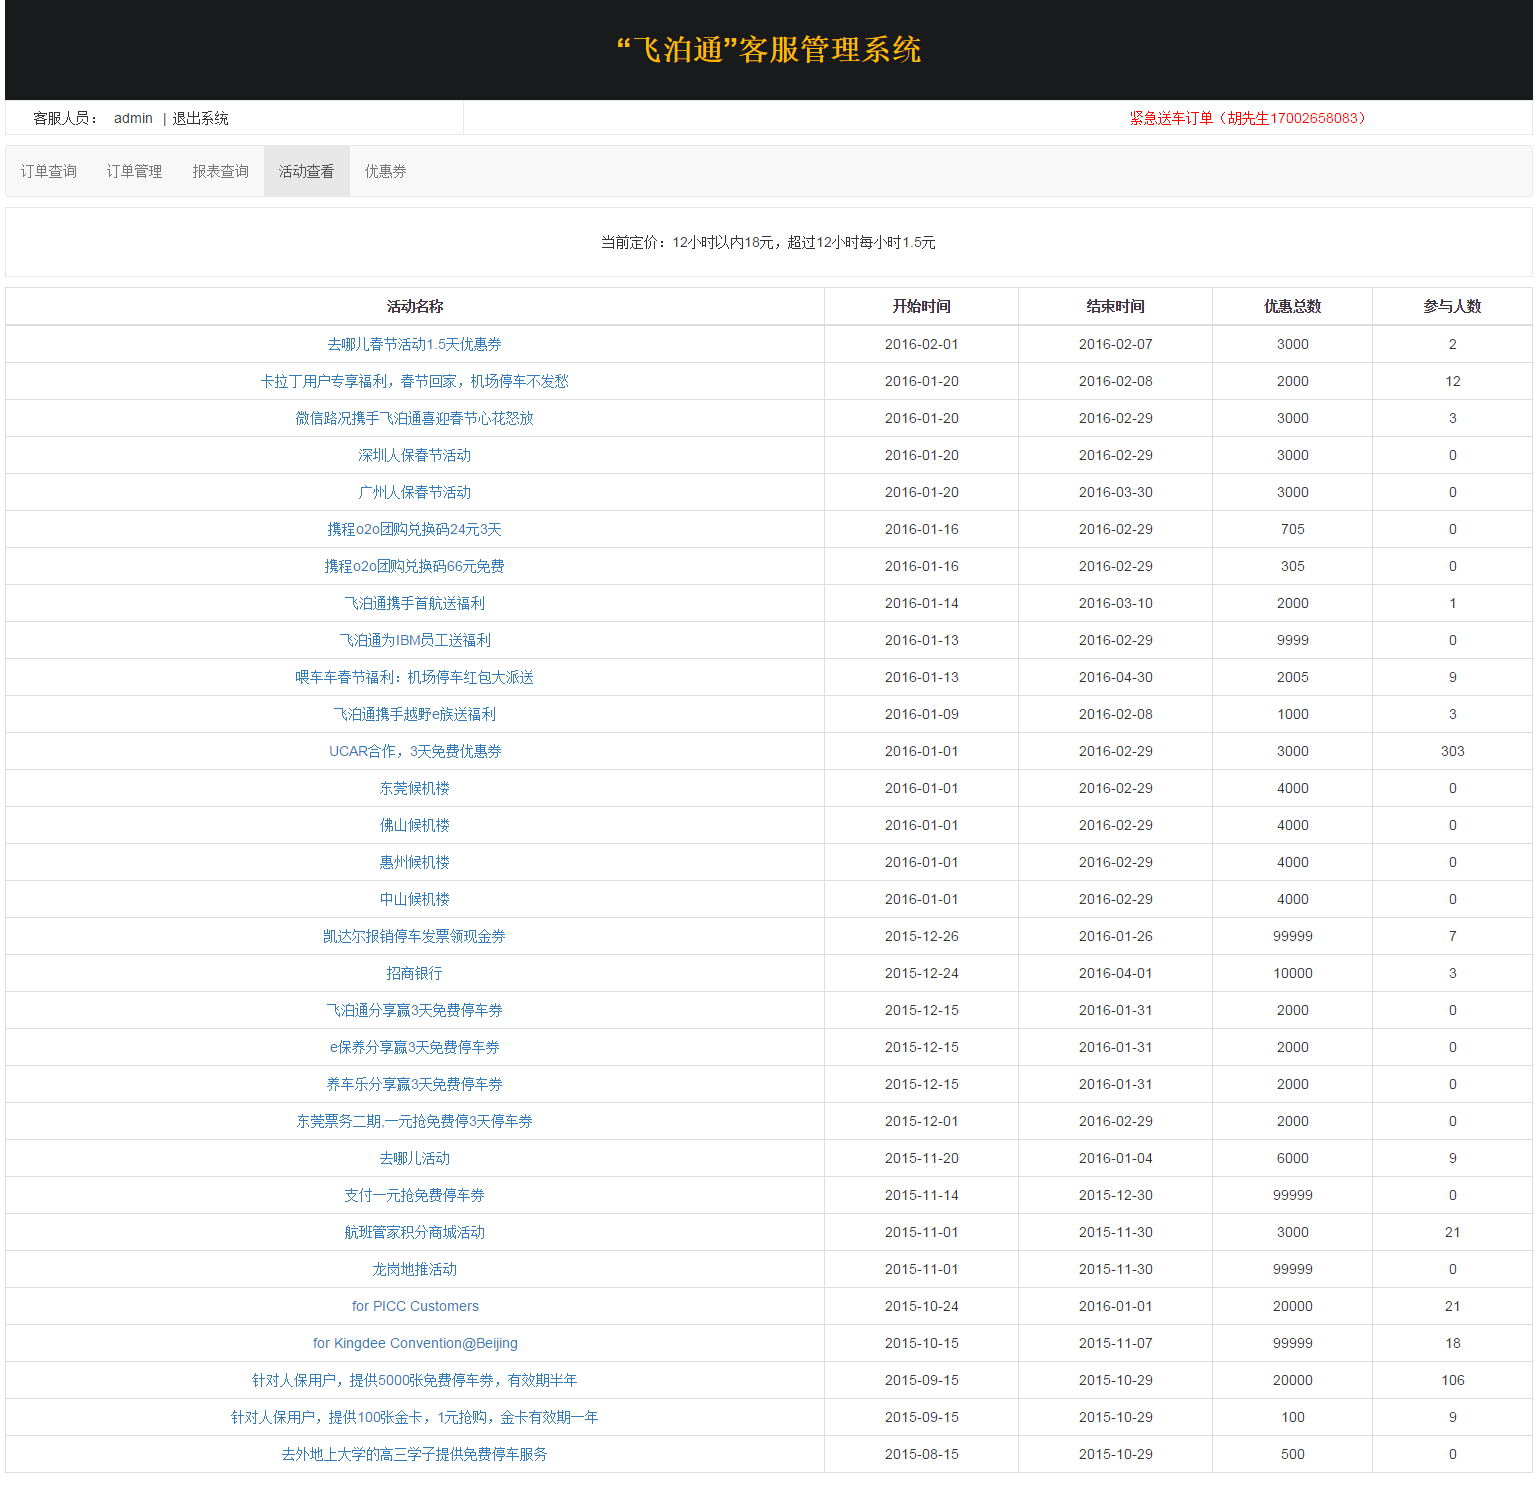 “飞泊通”客服管理系统
客服人员： admin | 退出系统 紧急送车订单（胡先生17002658083）
订单查询 订单管理 报表查询 活动查看 优惠券
当前定价：12小时以内18元，超过12小时每小时1.5元
活动名称 开始时间 结束时间 优惠总数 参与人数
去哪儿春节活动1.5天优惠券 2016-02-01 2016-02-07 3000 2
卡拉丁用户专享福利，春节回家，机场停车不发愁 2016-01-20 2016-02-08 2000 12
微信路况携手飞泊通喜迎春节心花怒放 2016-01-20 2016-02-29 3000 3
深圳人保春节活动 2016-01-20 2016-02-29 3000 0
广州人保春节活动 2016-01-20 2016-03-30 3000 0
携程o2o团购兑换码24元3天 2016-01-16 2016-02-29 705 0
携程o2o团购兑换码66元免费 2016-01-16 2016-02-29 305 0
飞泊通携手首航送福利 2016-01-14 2016-03-10 2000 1
飞泊通为IBM员工送福利 2016-01-13 2016-02-29 9999 0
喂车车春节福利：机场停车红包大派送 2016-01-13 2016-04-30 2005 9
飞泊通携手越野e族送福利 2016-01-09 2016-02-08 1000 3
UCAR合作，3天免费优惠券 2016-01-01 2016-02-29 3000 303
东莞候机楼 2016-01-01 2016-02-29 4000 0
佛山候机楼 2016-01-01 2016-02-29 4000 0
惠州候机楼 2016-01-01 2016-02-29 4000 0
中山候机楼 2016-01-01 2016-02-29 4000 0
凯达尔报销停车发票领现金券 2015-12-26 2016-01-26 99999 7
招商银行 2015-12-24 2016-04-01 10000 3
飞泊通分享赢3天免费停车券 2015-12-15 2016-01-31 2000 0
e保养分享赢3天免费停车券 2015-12-15 2016-01-31 2000 0
养车乐分享赢3天免费停车券 2015-12-15 2016-01-31 2000 0
东莞票务二期,一元抢免费停3天停车券 2015-12-01 2016-02-29 2000 0
去哪儿活动 2015-11-20 2016-01-04 6000 9
支付一元抢免费停车券 2015-11-14 2015-12-30 99999 0
航班管家积分商城活动 2015-11-01 2015-11-30 3000 21
龙岗地推活动 2015-11-01 2015-11-30 99999 0
for PICC Customers 2015-10-24 2016-01-01 20000 21
for Kingdee Convention@Beijing 2015-10-15 2015-11-07 99999 18
针对人保用户，提供5000张免费停车券，有效期半年 2015-09-15 2015-10-29 20000 106
针对人保用户，提供100张金卡，1元抢购，金卡有效期一年 2015-09-15 2015-10-29 100 9
去外地上大学的高三学子提供免费停车服务 2015-08-15 2015-10-29 500 0